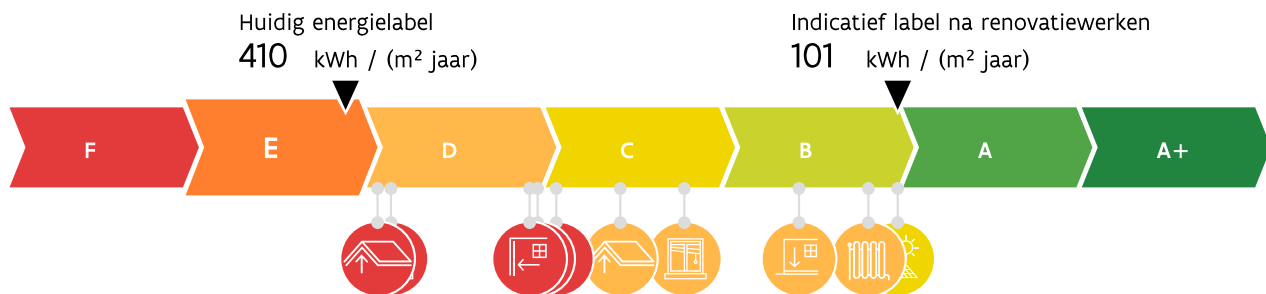 Huidig energielabel
410 kWh / (m² jaar)
Indicatief label na renovatiewerken
101 kWh / (m² jaar)
F E D C B A A+